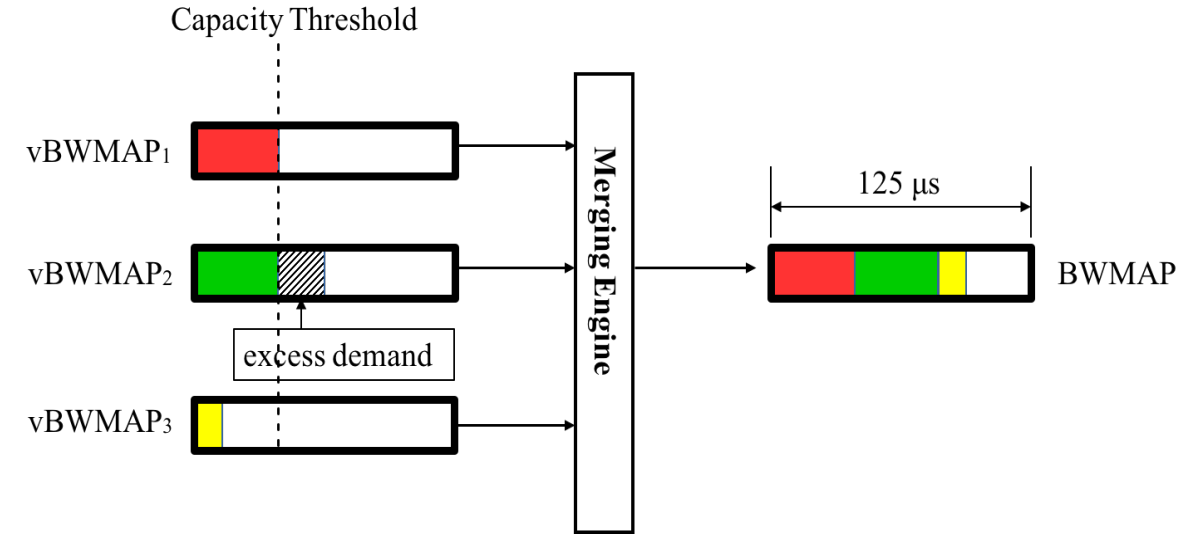 Capacity Threshold
vBWMAP₁
vBWMAP₂
excess demand
vBWMAP₃
Merging Engine
125 μs
BWMAP